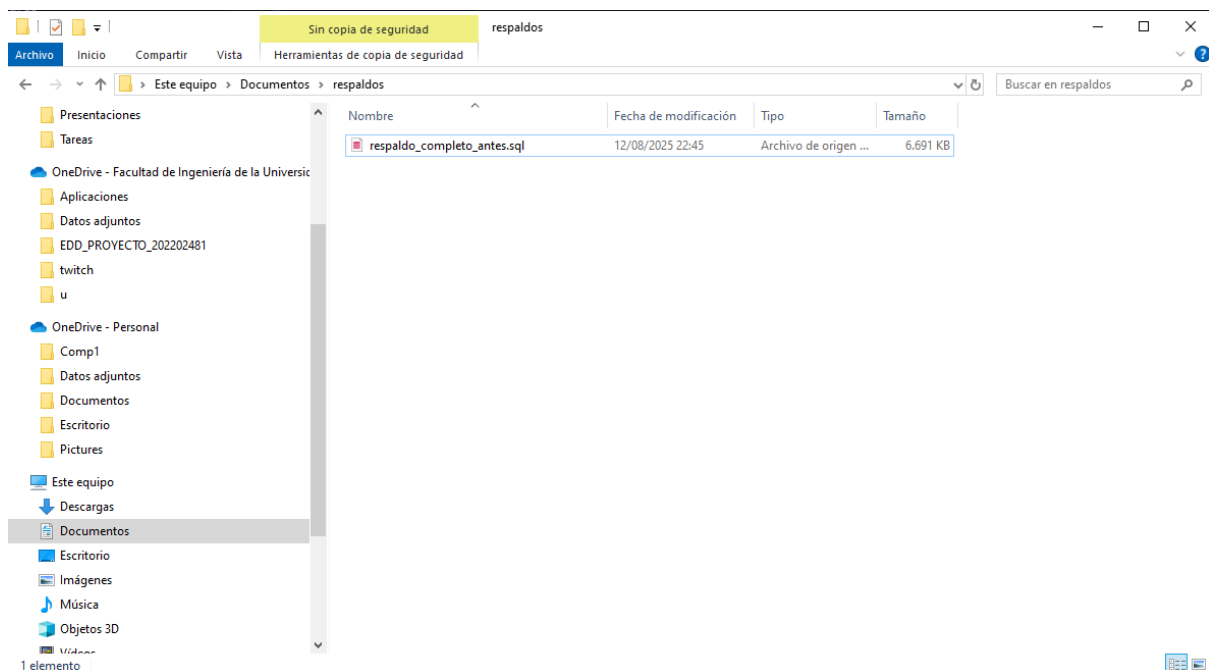 Sin copia de seguridad respaldos
Archivo Inicio Compartir Vista Herramientas de copia de seguridad
Este equipo > Documentos > respaldos
Buscar en respaldos
Presentaciones
Tareas
OneDrive - Facultad de Ingeniería de la Universic
Aplicaciones
Datos adjuntos
EDD_PROYECTO_202202481
twitch
u
OneDrive - Personal
Comp1
Datos adjuntos
Documentos
Escritorio
Pictures
Este equipo
Descargas
Documentos
Escritorio
Imágenes
Música
Objetos 3D
Vídeos
Nombre Fecha de modificación Tipo Tamaño
respaldo_completo_antes.sql 12/08/2025 22:45 Archivo de origen ... 6.691 KB
1 elemento